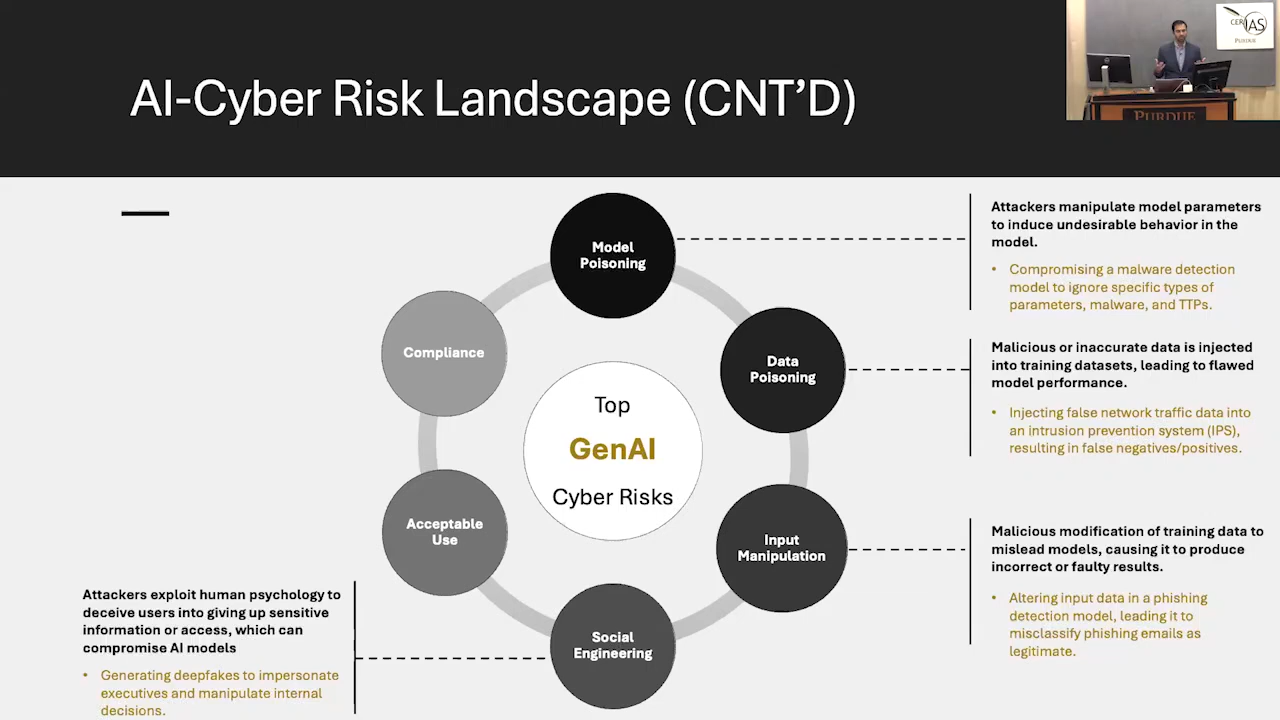 AI-Cyber Risk Landscape (CNT’D)
CERIAS
PURDUE
PURDUE
Model
Poisoning
Attackers manipulate model parameters
to induce undesirable behavior in the
model.
• Compromising a malware detection
model to ignore specific types of
parameters, malware, and TTPs.
Data
Poisoning
Malicious or inaccurate data is injected
into training datasets, leading to flawed
model performance.
• Injecting false network traffic data into
an intrusion prevention system (IPS),
resulting in false negatives/positives.
Input
Manipulation
Malicious modification of training data to
mislead models, causing it to produce
incorrect or faulty results.
• Altering input data in a phishing
detection model, leading it to
misclassify phishing emails as
legitimate.
Social
Engineering
Attackers exploit human psychology to
deceive users into giving up sensitive
information or access, which can
compromise AI models
• Generating deepfakes to impersonate
executives and manipulate internal
decisions.
Acceptable
Use
Compliance
Top
GenAI
Cyber Risks